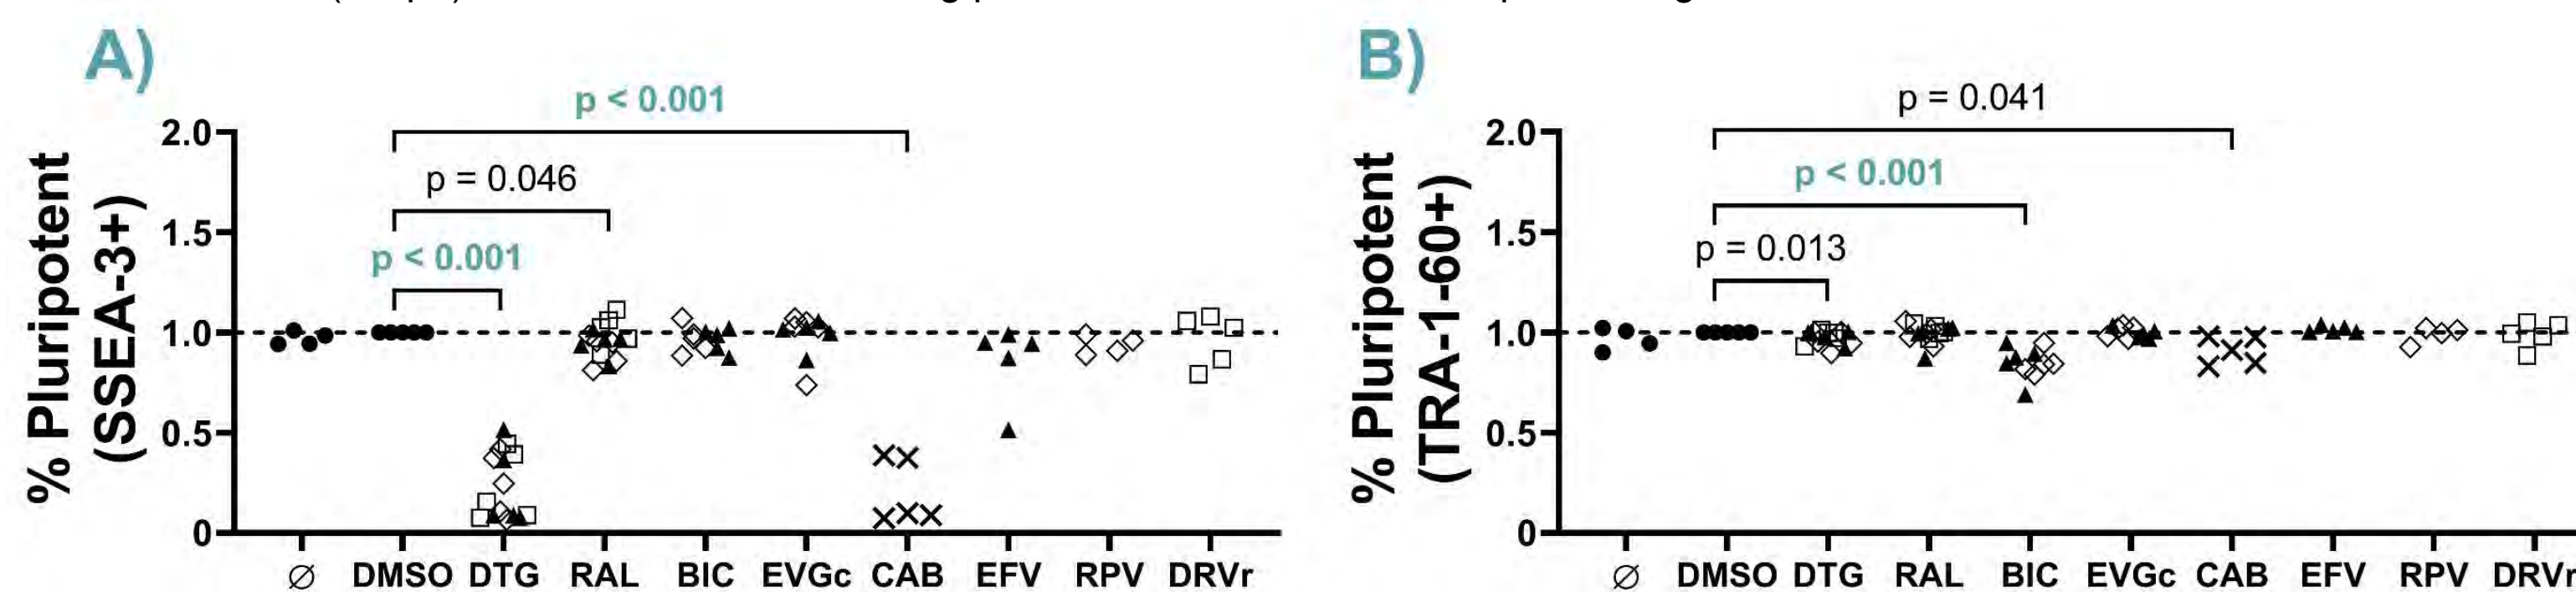 A)
p < 0.001
p = 0.046
p < 0.001
% Pluripotent
(SSEA-3+)
2.0
1.5
1.0
0.5
0
∅ DMSO DTG RAL BIC EVGc CAB EFV RPV DRVr
B)
p = 0.041
p < 0.001
p = 0.013
% Pluripotent
(TRA-1-60+)
2.0
1.5
1.0
0.5
0
∅ DMSO DTG RAL BIC EVGc CAB EFV RPV DRVr